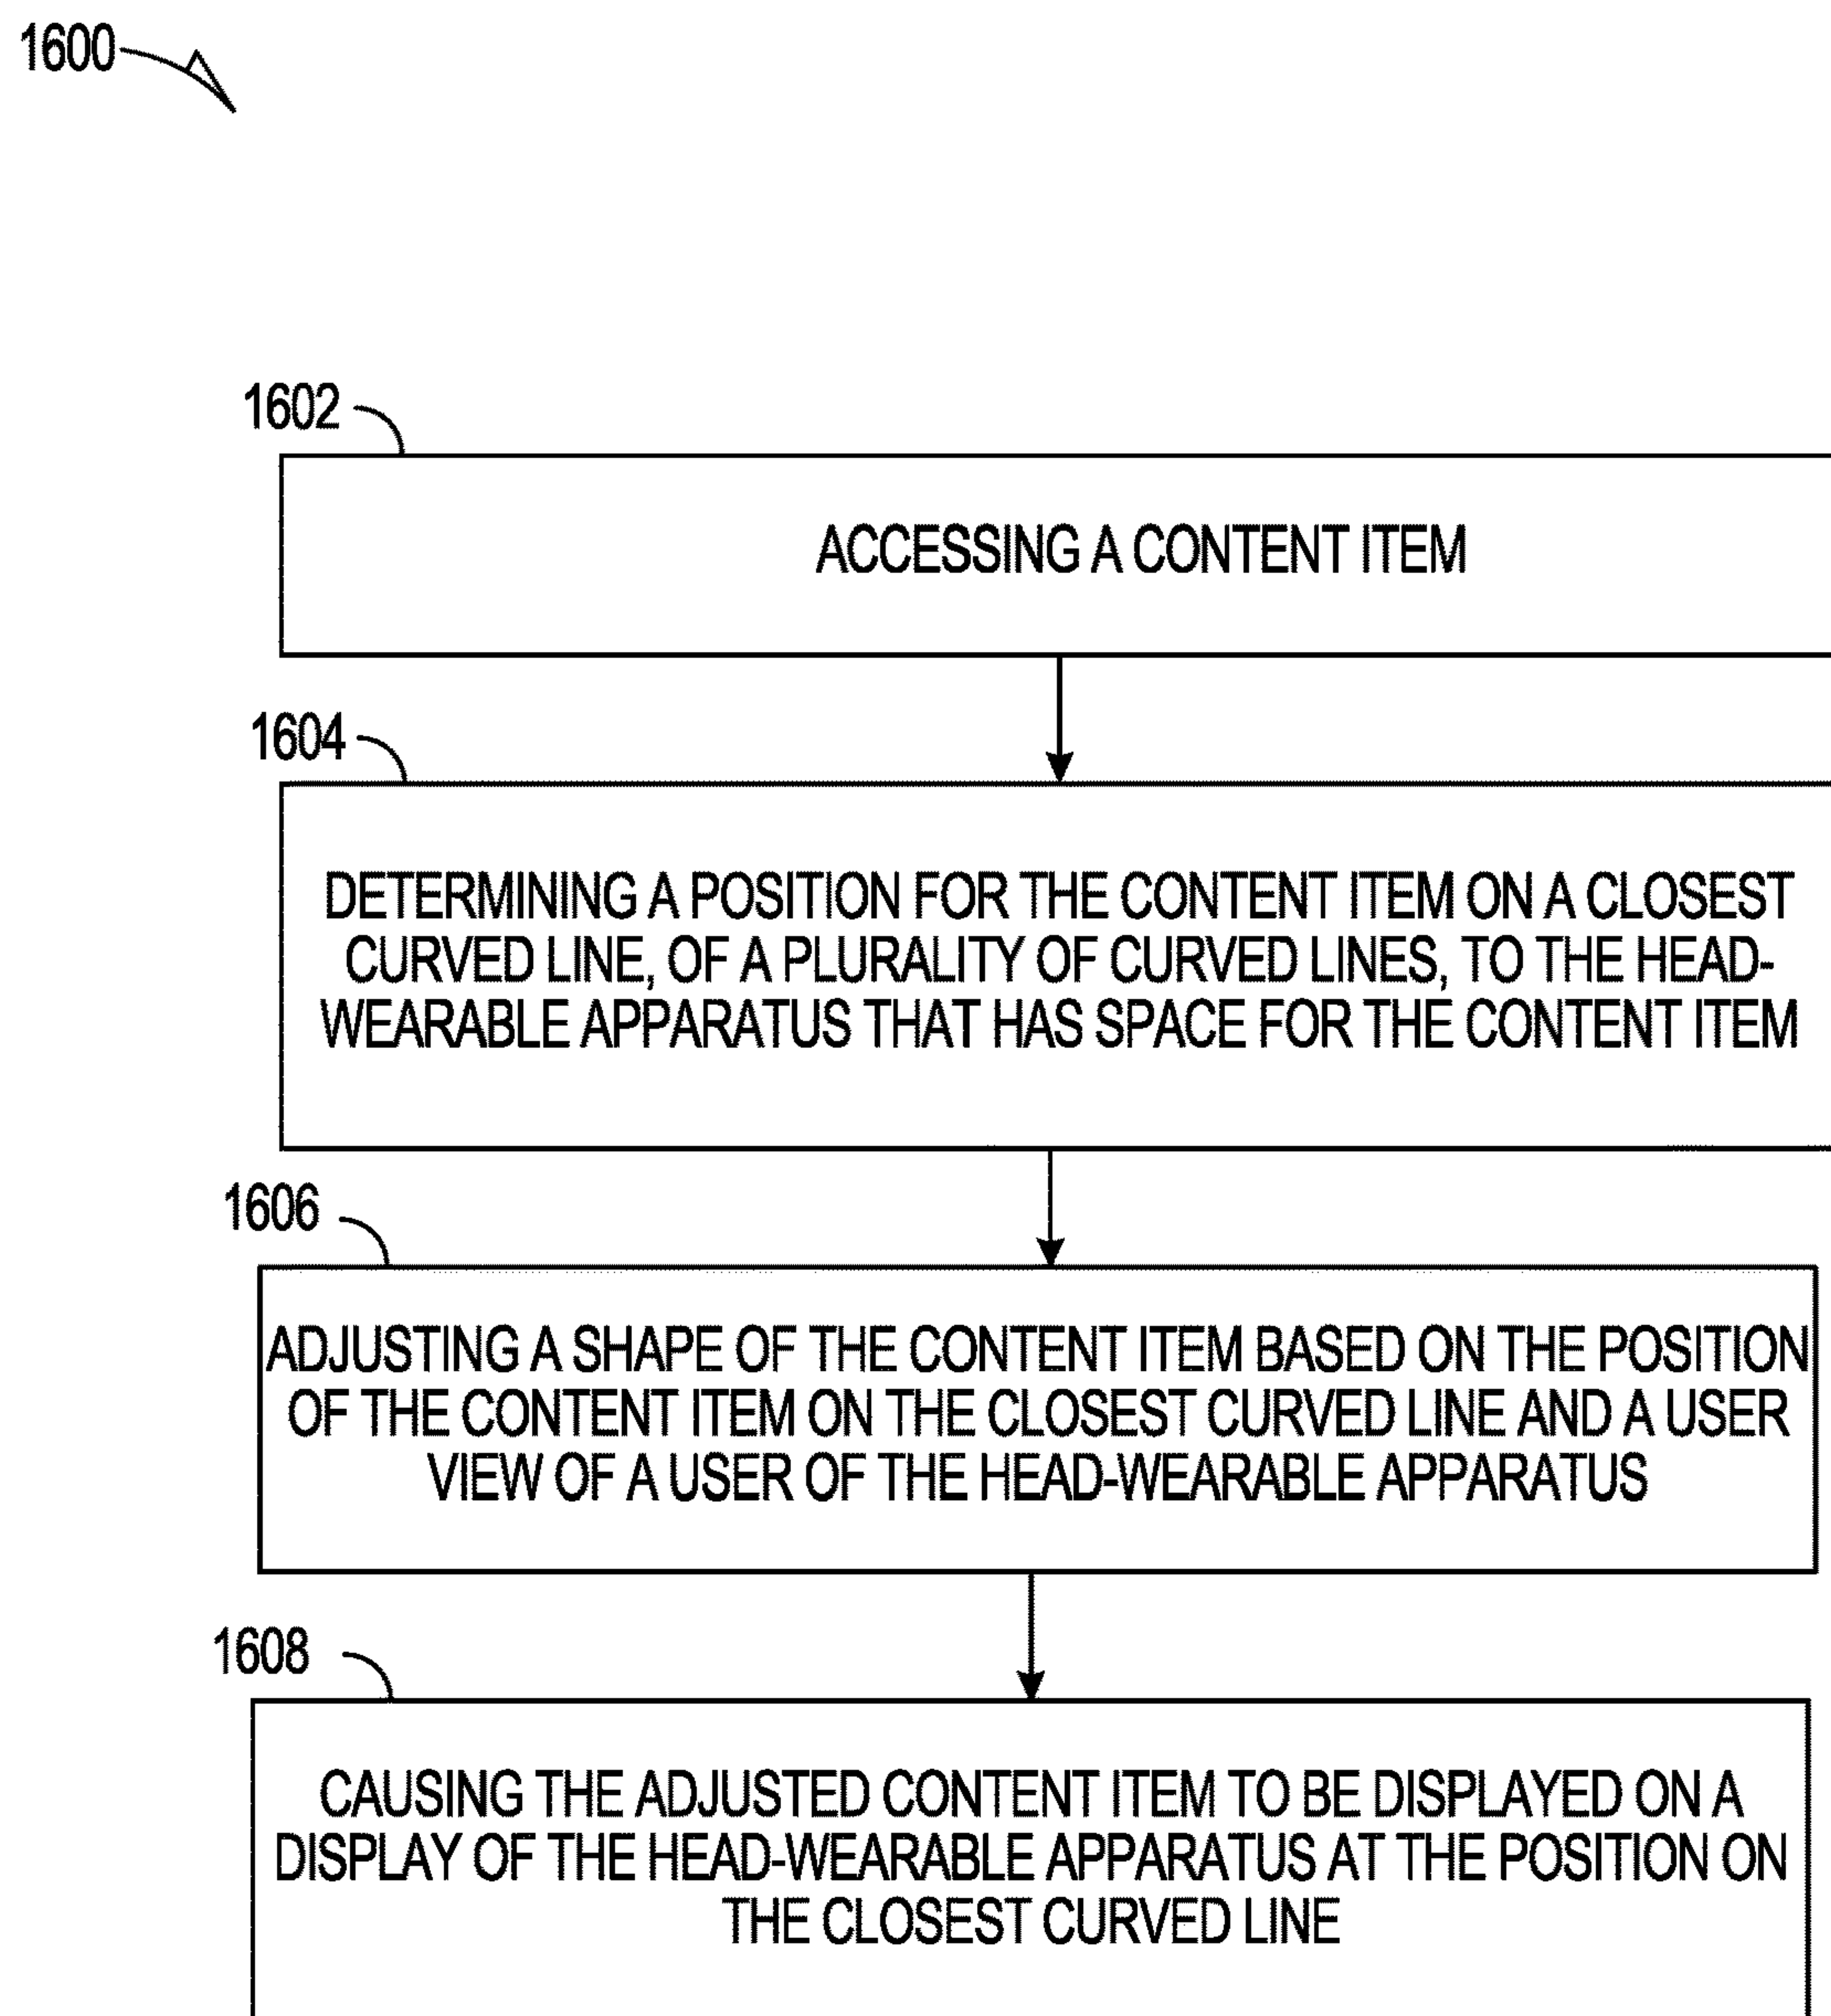 1600
1602
ACCESSING A CONTENT ITEM
1604
DETERMINING A POSITION FOR THE CONTENT ITEM ON A CLOSEST
CURVED LINE, OF A PLURALITY OF CURVED LINES, TO THE HEAD-
WEARABLE APPARATUS THAT HAS SPACE FOR THE CONTENT ITEM
1606
ADJUSTING A SHAPE OF THE CONTENT ITEM BASED ON THE POSITION
OF THE CONTENT ITEM ON THE CLOSEST CURVED LINE AND A USER
VIEW OF A USER OF THE HEAD-WEARABLE APPARATUS
1608
CAUSING THE ADJUSTED CONTENT ITEM TO BE DISPLAYED ON A
DISPLAY OF THE HEAD-WEARABLE APPARATUS AT THE POSITION ON
THE CLOSEST CURVED LINE